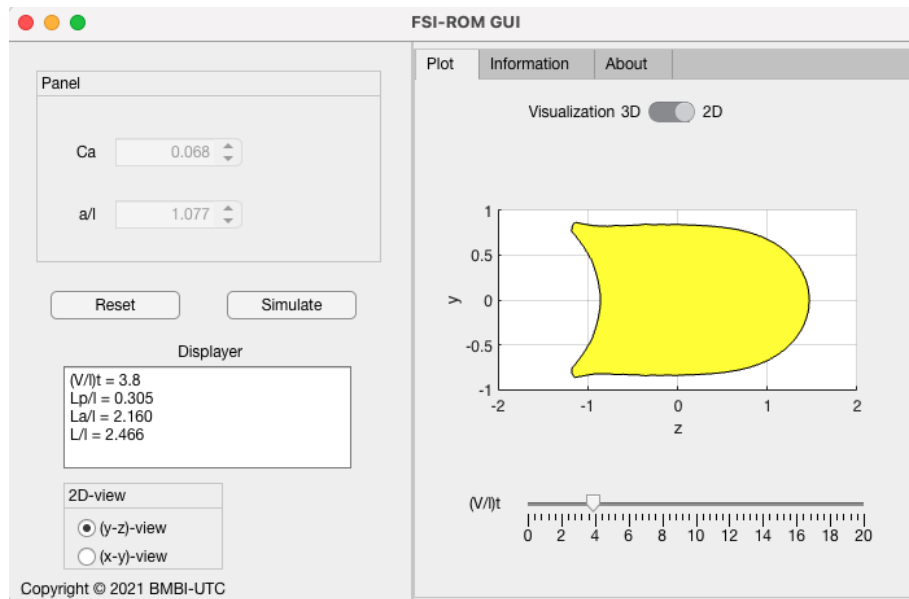 FSI-ROM GUI
Panel
Ca 0.068
a/l 1.077
Reset Simulate
Displayer
(V/l)t = 3.8
Lp/l = 0.305
La/l = 2.160
L/l = 2.466
2D-view
(y-z)-view
(x-y)-view
Copyright © 2021 BMBI-UTC
Plot Information About
Visualization 3D 2D
1
0.5
0
-0.5
-1
y
-2 -1 0 1 2
z
(V/l)t
0 2 4 6 8 10 12 14 16 18 20